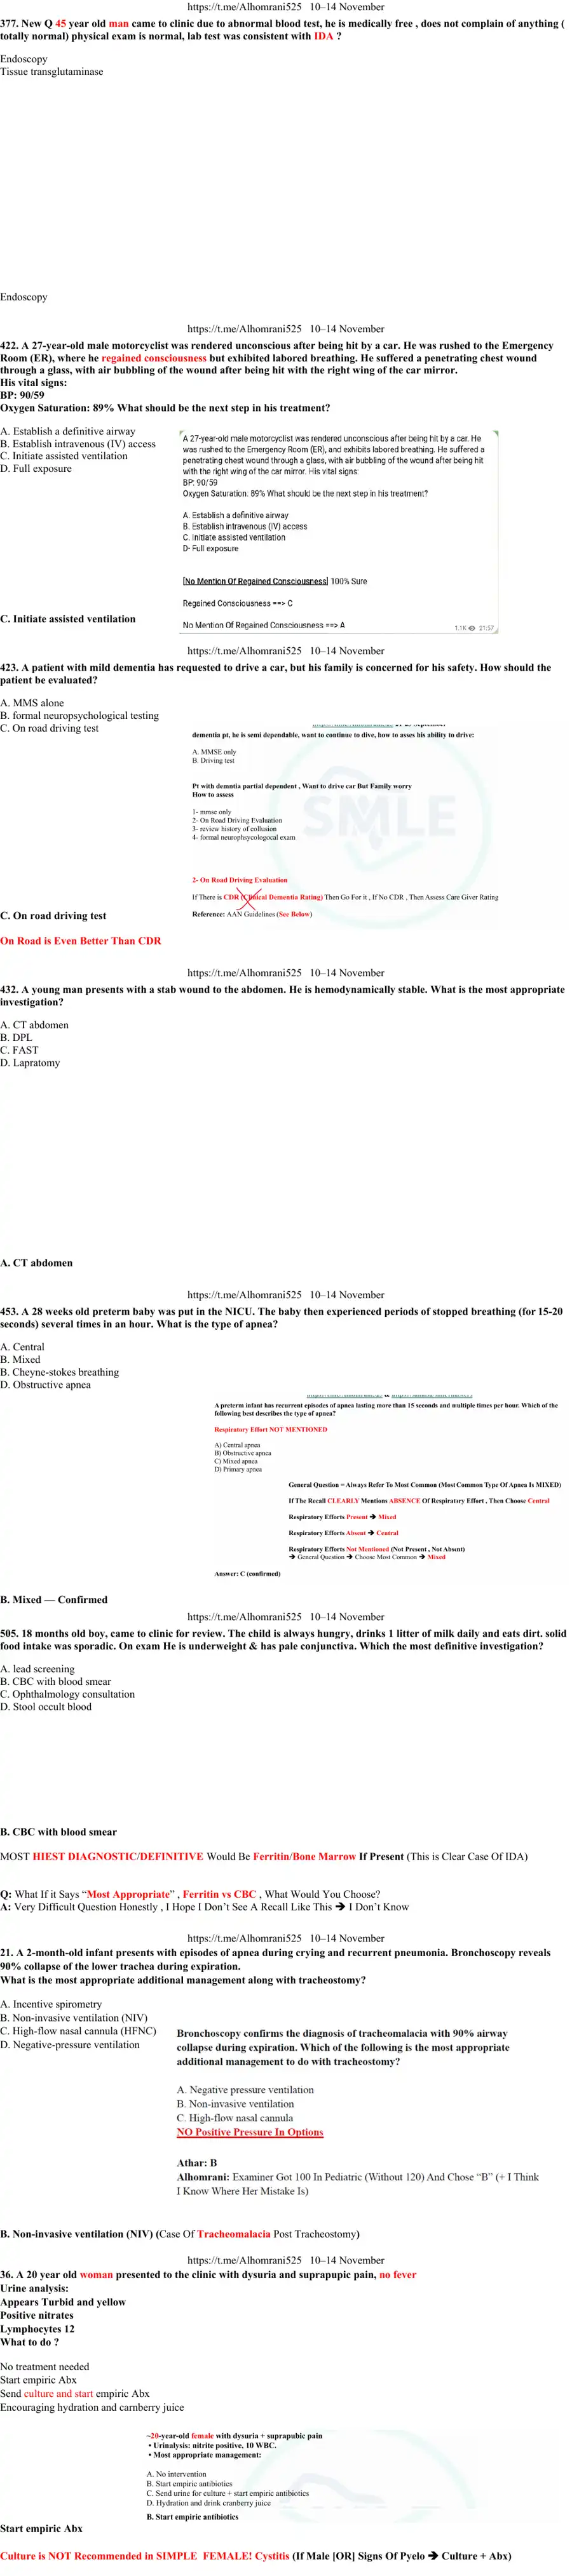 https://t.me/Alhomrani525 10–14 November
377. New Q 45 year old man came to clinic due to abnormal blood test, he is medically free , does not complain of anything (
totally normal) physical exam is normal, lab test was consistent with IDA ?
Endoscopy
Tissue transglutaminase
Endoscopy
https://t.me/Alhomrani525 10–14 November
422. A 27-year-old male motorcyclist was rendered unconscious after being hit by a car. He was rushed to the Emergency
Room (ER), where he regained consciousness but exhibited labored breathing. He suffered a penetrating chest wound
through a glass, with air bubbling of the wound after being hit with the right wing of the car mirror.
His vital signs:
BP: 90/59
Oxygen Saturation: 89% What should be the next step in his treatment?
A. Establish a definitive airway
B. Establish intravenous (IV) access
C. Initiate assisted ventilation
D. Full exposure
A 27-year-old male motorcyclist was rendered unconscious after being hit by a car. He
was rushed to the Emergency Room (ER), and exhibits labored breathing. He suffered a
penetrating chest wound through a glass, with air bubbling of the wound after being hit
with the right wing of the car mirror. His vital signs:
BP: 90/59
Oxygen Saturation: 89% What should be the next step in his treatment?
A. Establish a definitive airway
B. Establish intravenous (IV) access
C. Initiate assisted ventilation
D- Full exposure
[No Mention Of Regained Consciousness] 100% Sure
Regained Consciousness ==> C
No Mention Of Regained Consciousness ==> A
1.1K 21:57
C. Initiate assisted ventilation
https://t.me/Alhomrani525 10–14 November
423. A patient with mild dementia has requested to drive a car, but his family is concerned for his safety. How should the
patient be evaluated?
A. MMS alone
B. formal neuropsychological testing
C. On road driving test
dementia pt, he is semi dependable, want to continue to dive, how to asses his ability to drive:
A. MMSE only
B. Driving test
Pt with demntia partial dependent , Want to drive car But Family worry
How to assess
1- mmse only
2- On Road Driving Evaluation
3- review history of collusion
4- formal neurophsycologocal exam
SMLE
2- On Road Driving Evaluation
If There is CDR (Clinical Dementia Rating) Then Go For it , If No CDR , Then Assess Care Giver Rating
Reference: AAN Guidelines (See Below)
C. On road driving test
On Road is Even Better Than CDR
https://t.me/Alhomrani525 10–14 November
432. A young man presents with a stab wound to the abdomen. He is hemodynamically stable. What is the most appropriate
investigation?
A. CT abdomen
B. DPL
C. FAST
D. Lapratomy
A. CT abdomen
https://t.me/Alhomrani525 10–14 November
453. A 28 weeks old preterm baby was put in the NICU. The baby then experienced periods of stopped breathing (for 15-20
seconds) several times in an hour. What is the type of apnea?
A. Central
B. Mixed
B. Cheyne-stokes breathing
D. Obstructive apnea
A preterm infant has recurrent episodes of apnea lasting more than 15 seconds and multiple times per hour. Which of the
following best describes the type of apnea?
Respiratory Effort NOT MENTIONED
A) Central apnea
B) Obstructive apnea
C) Mixed apnea
D) Primary apnea
General Question = Always Refer To Most Common (Most Common Type Of Apnea Is MIXED)
If The Recall CLEARLY Mentions ABSENCE Of Respiratory Effort , Then Choose Central
Respiratory Efforts Present ➔ Mixed
Respiratory Efforts Absent ➔ Central
Respiratory Efforts Not Mentioned (Not Present , Not Absent)
➔ General Question ➔ Choose Most Common ➔ Mixed
Answer: C (confirmed)
B. Mixed — Confirmed
https://t.me/Alhomrani525 10–14 November
505. 18 months old boy, came to clinic for review. The child is always hungry, drinks 1 litter of milk daily and eats dirt. solid
food intake was sporadic. On exam He is underweight & has pale conjunctiva. Which the most definitive investigation?
A. lead screening
B. CBC with blood smear
C. Ophthalmology consultation
D. Stool occult blood
B. CBC with blood smear
MOST HIEST DIAGNOSTIC/DEFINITIVE Would Be Ferritin/Bone Marrow If Present (This is Clear Case Of IDA)
Q: What If it Says “Most Appropriate” , Ferritin vs CBC , What Would You Choose?
A: Very Difficult Question Honestly , I Hope I Don’t See A Recall Like This ➔ I Don’t Know
https://t.me/Alhomrani525 10–14 November
21. A 2-month-old infant presents with episodes of apnea during crying and recurrent pneumonia. Bronchoscopy reveals
90% collapse of the lower trachea during expiration.
What is the most appropriate additional management along with tracheostomy?
A. Incentive spirometry
B. Non-invasive ventilation (NIV)
C. High-flow nasal cannula (HFNC)
D. Negative-pressure ventilation
Bronchoscopy confirms the diagnosis of tracheomalacia with 90% airway
collapse during expiration. Which of the following is the most appropriate
additional management to do with tracheostomy?
A. Negative pressure ventilation
B. Non-invasive ventilation
C. High-flow nasal cannula
NO Positive Pressure In Options
Athar: B
Alhomrani: Examiner Got 100 In Pediatric (Without 120) And Chose “B” (+ I Think
I Know Where Her Mistake Is)
B. Non-invasive ventilation (NIV) (Case Of Tracheomalacia Post Tracheostomy)
https://t.me/Alhomrani525 10–14 November
36. A 20 year old woman presented to the clinic with dysuria and suprapupic pain, no fever
Urine analysis:
Appears Turbid and yellow
Positive nitrates
Lymphocytes 12
What to do ?
No treatment needed
Start empiric Abx
Send culture and start empiric Abx
Encouraging hydration and carnberry juice
~20-year-old female with dysuria + suprapubic pain
• Urinalysis: nitrite positive, 10 WBC.
• Most appropriate management:
A. No intervention
B. Start empiric antibiotics
C. Send urine for culture + start empiric antibiotics
D. Hydration and drink cranberry juice
B. Start empiric antibiotics
Start empiric Abx
Culture is NOT Recommended in SIMPLE FEMALE! Cystitis (If Male [OR] Signs Of Pyelo ➔ Culture + Abx)